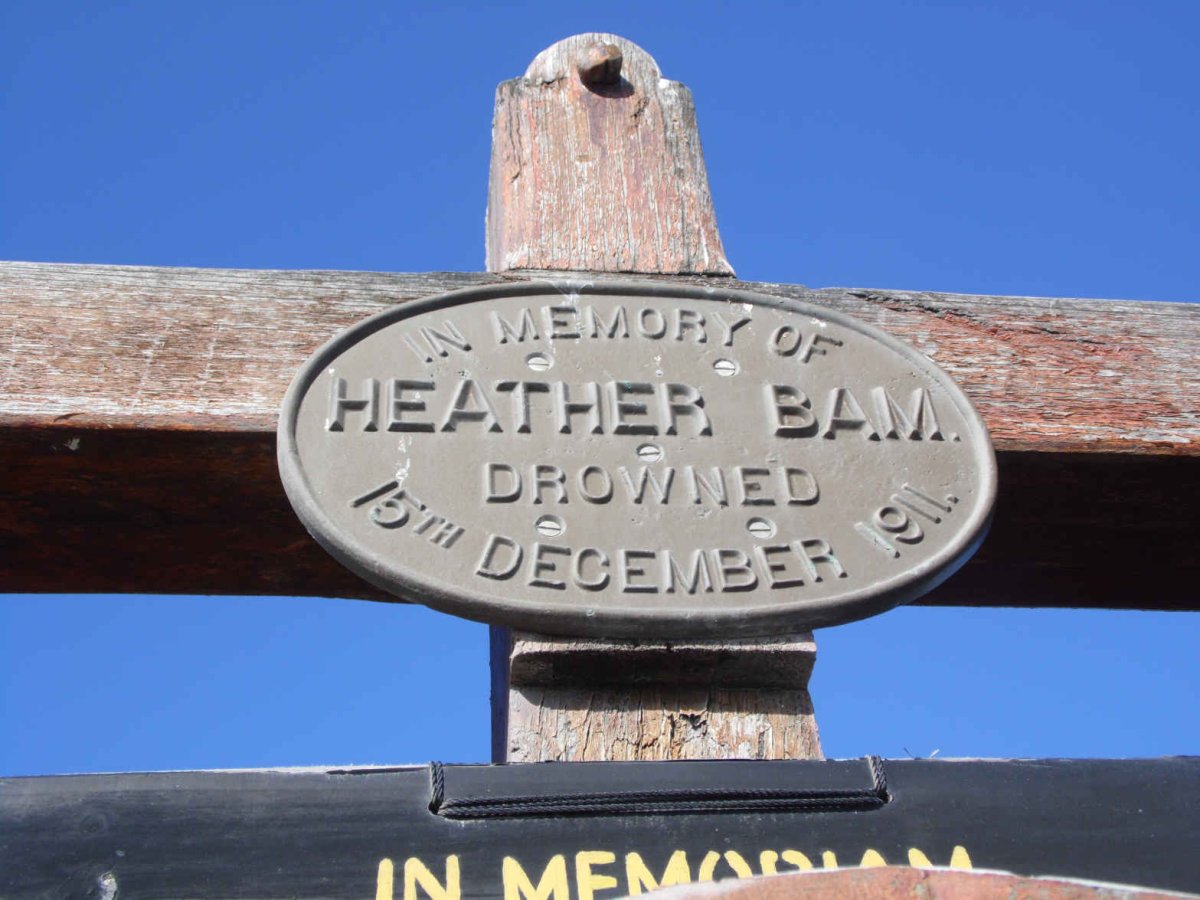 IN MEMORY OF
HEATHER BAM.
DROWNED
15TH DECEMBER 1911.
IN MEMORIAM